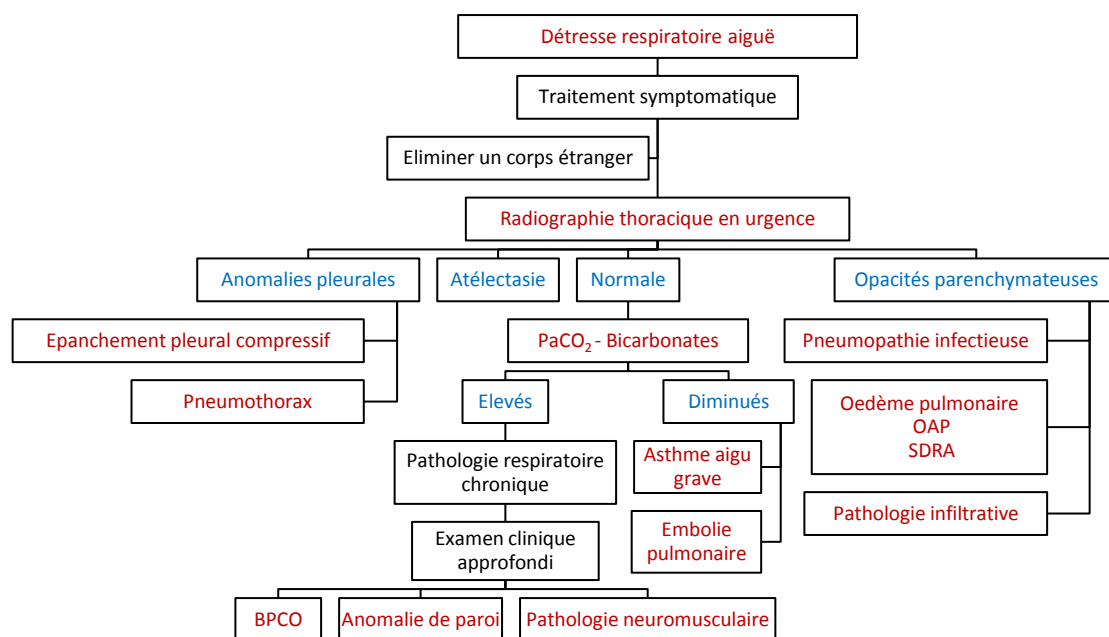 Détresse respiratoire aiguë
Traitement symptomatique
Eliminer un corps étranger
Radiographie thoracique en urgence
Anomalies pleurales
Atélectasie
Normale
Opacités parenchymateuses
Epanchement pleural compressif
PaCO₂ - Bicarbonates
Pneumopathie infectieuse
Pneumothorax
Elevés
Diminués
Oedème pulmonaire
OAP
SDRA
Pathologie respiratoire
chronique
Asthme aigu
grave
Pathologie infiltrative
Examen clinique
approfondi
Embolie
pulmonaire
BPCO
Anomalie de paroi
Pathologie neuromusculaire